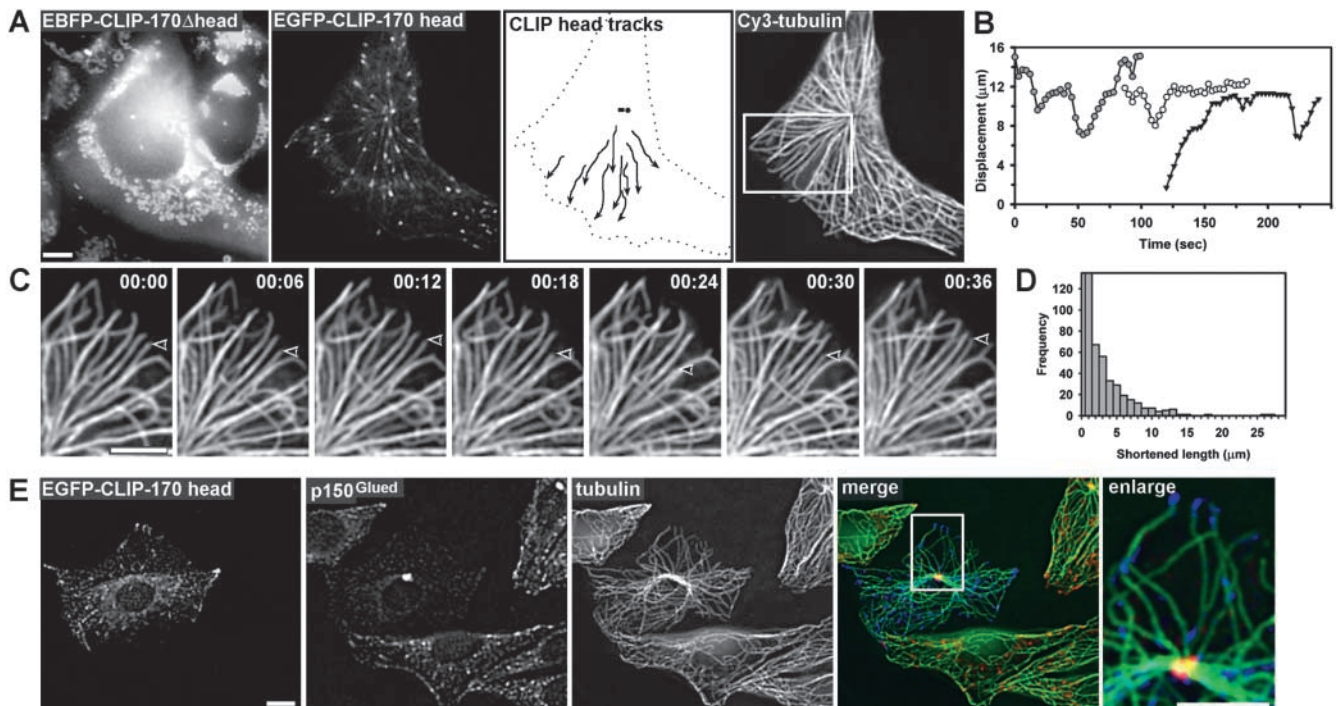 A
EBFP-CLIP-170Δhead
EGFP-CLIP-170 head
CLIP head tracks
Cy3-tubulin
B
16
12
8
4
0
Displacement (μm)
0
50
100
150
200
Time (sec)
C
00:00
00:06
00:12
00:18
00:24
00:30
00:36
D
120
100
80
60
40
20
0
Frequency
0
5
10
15
20
25
Shortened length (μm)
E
EGFP-CLIP-170 head
p150Glued
tubulin
merge
enlarge